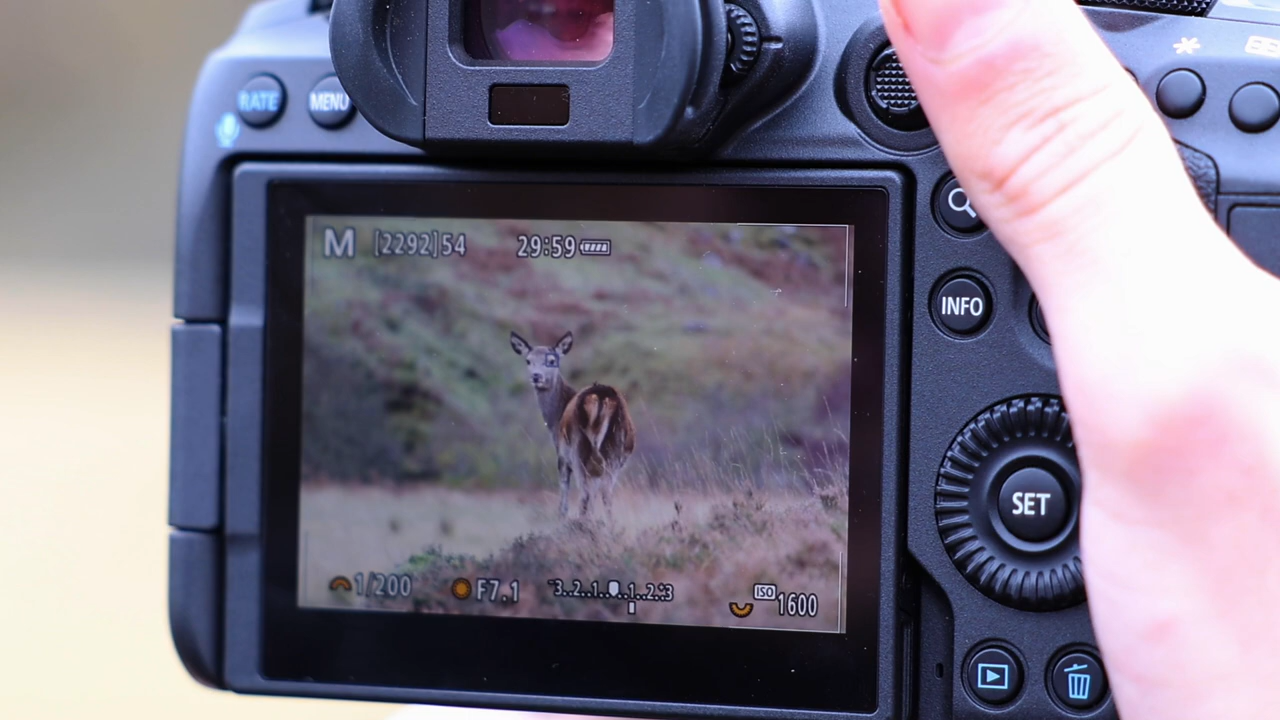 RATE
MENU
M [2292]54 29:59
INFO
SET
1/200 F7.1 -3..2..1..0..1..2..+3 ISO 1600